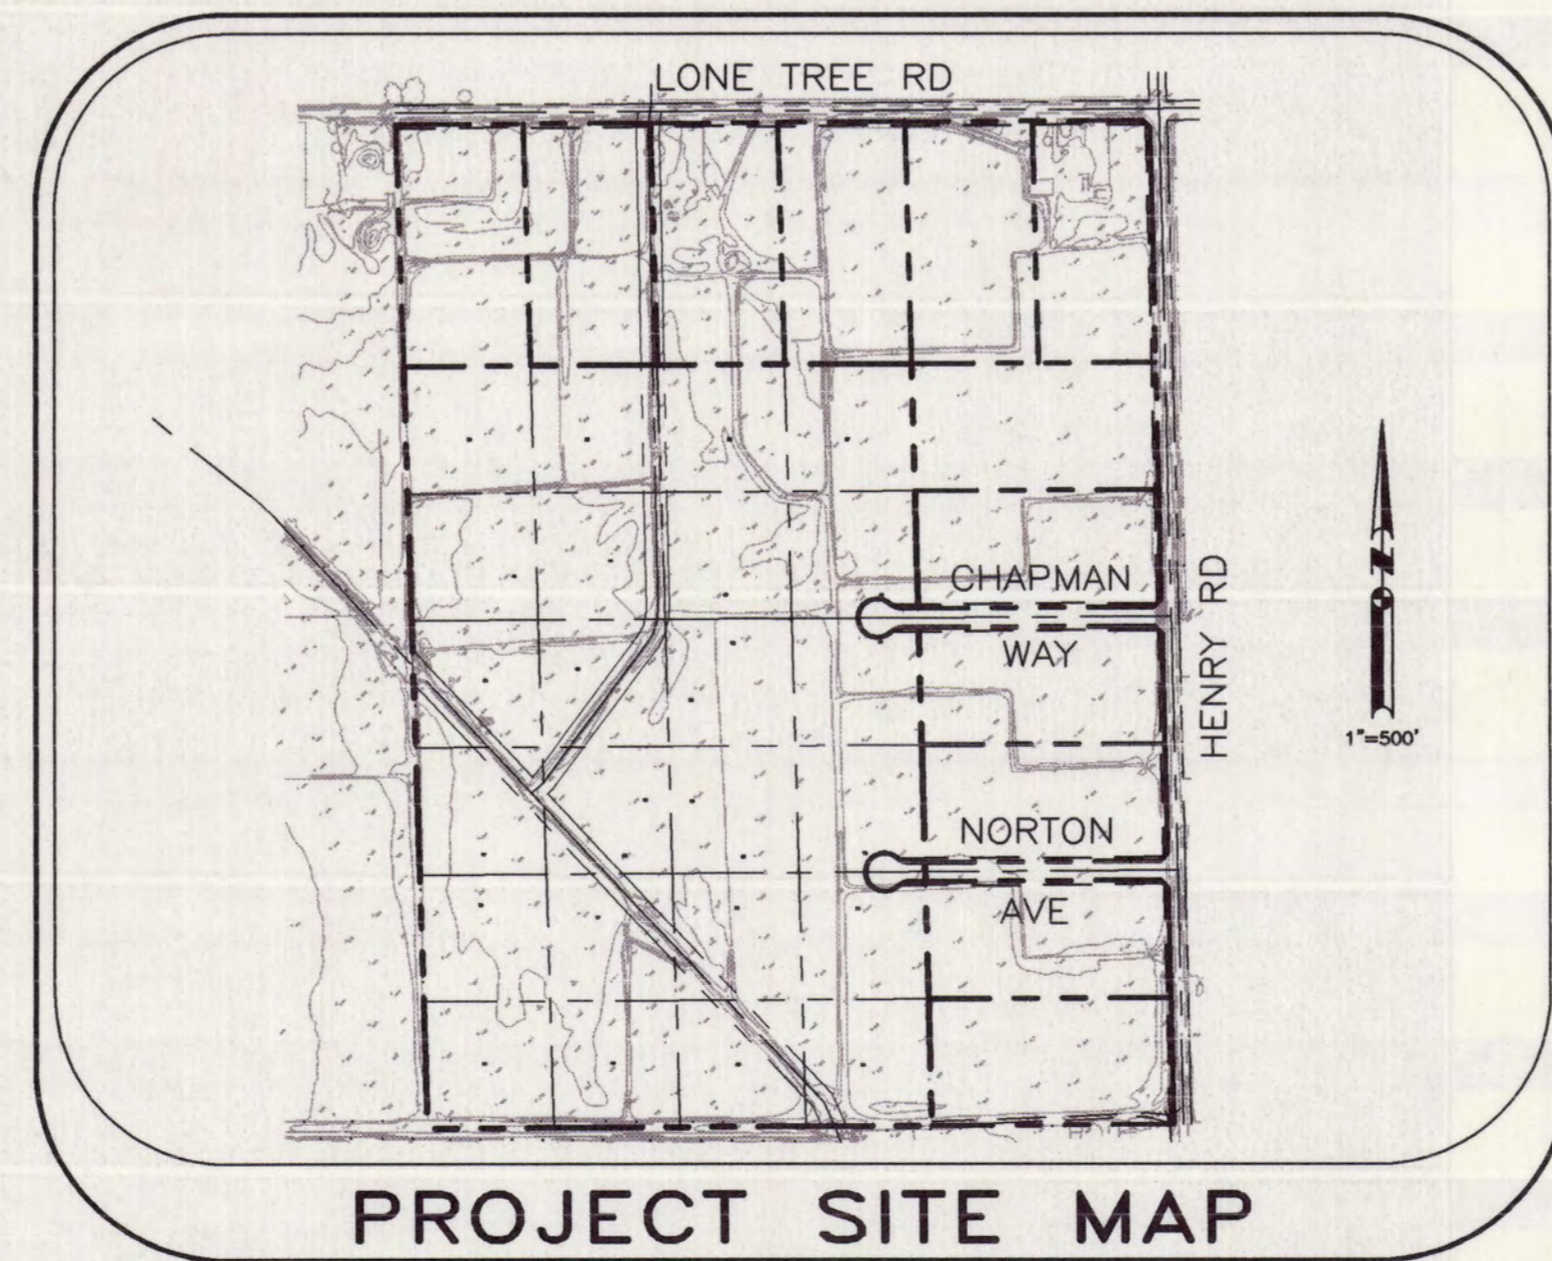 LONE TREE RD
CHAPMAN
WAY
HENRY RD
N
1"=500'
NORTON
AVE
PROJECT SITE MAP